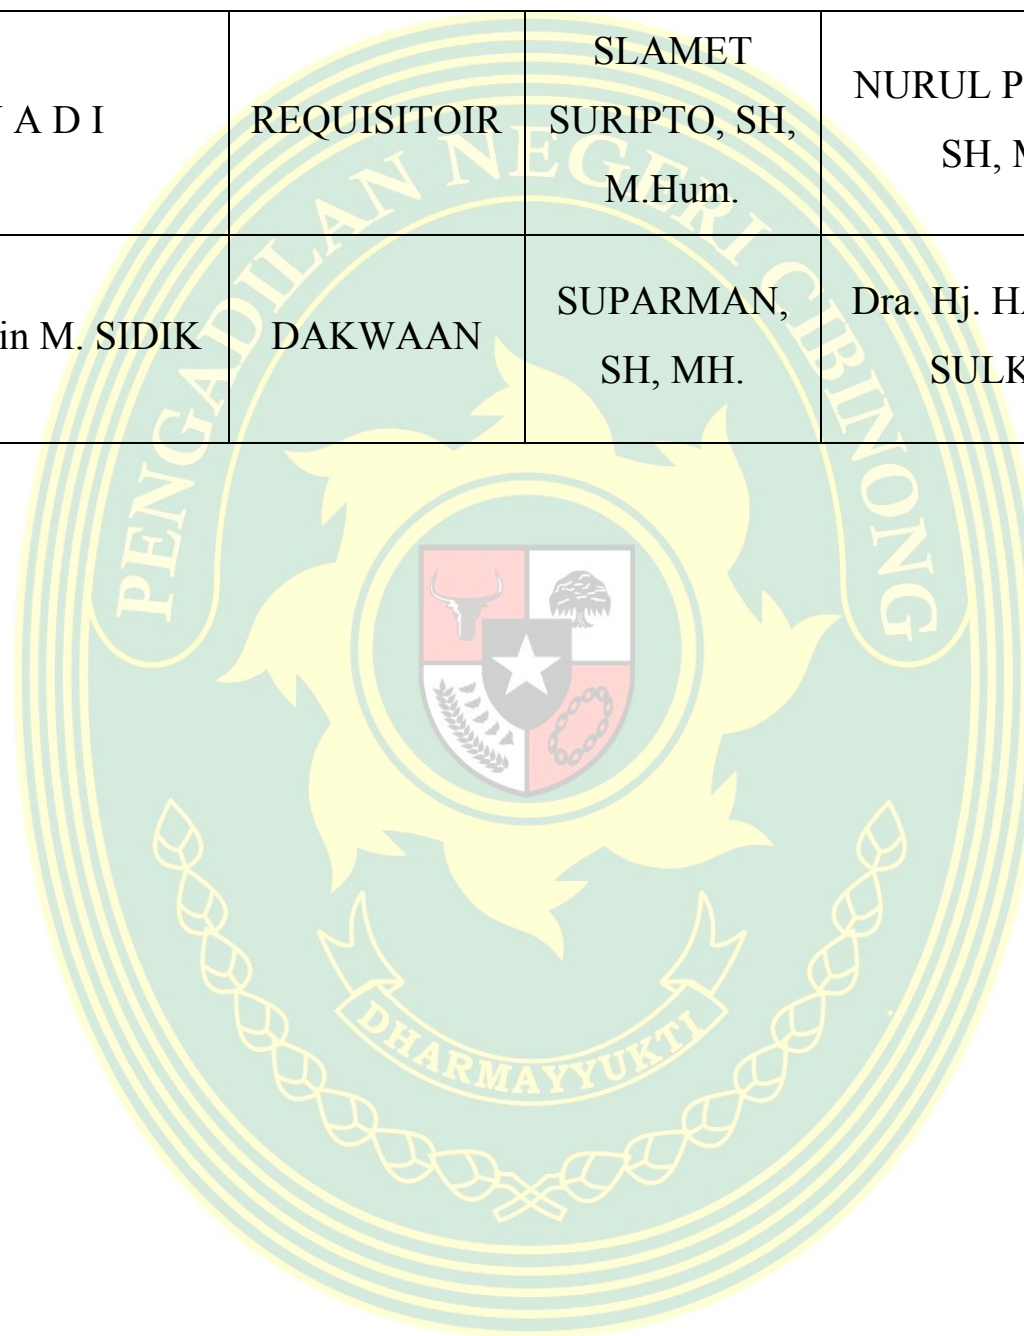 A D I
REQUISITOIR
SLAMET
SURIPTO, SH,
M.Hum.
NURUL P
SH,
in M. SIDIK
DAKWAAN
SUPARMAN,
SH, MH.
Dra. Hj. HA
SULK
PENGADILAN NEGERI CIBINONG
DHARMAYYUKTI